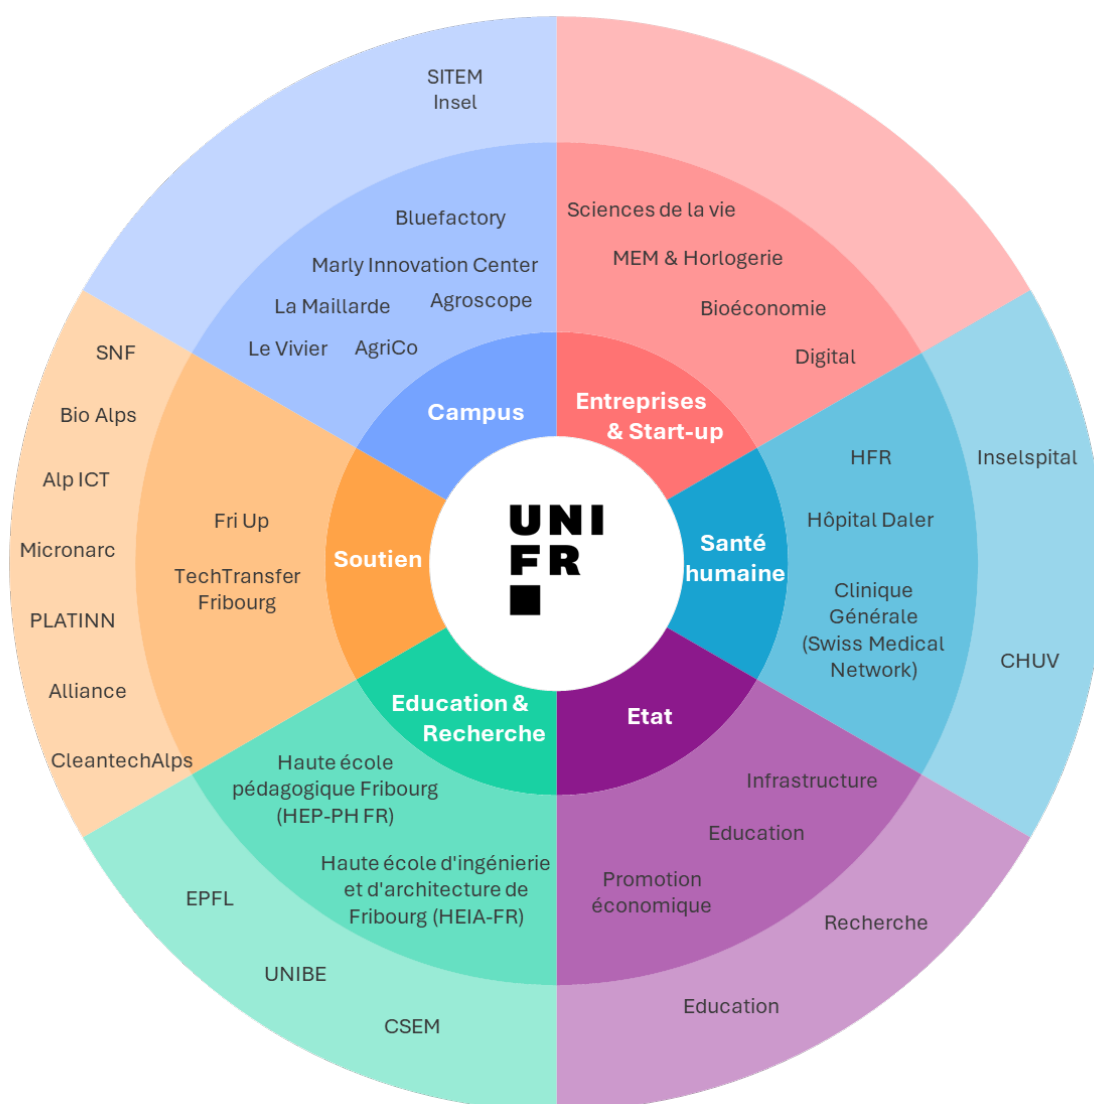 SITEM
Insel
Bluefactory
Marly Innovation Center
La Maillarde
Agroscope
Le Vivier
AgriCo
Campus
Sciences de la vie
MEM & Horlogerie
Bioéconomie
Digital
Entreprises
& Start-up
Inselspital
CHUV
HFR
Hôpital Daler
Clinique
Générale
(Swiss Medical
Network)
Santé
humaine
Etat
Infrastructure
Education
Promotion
économique
Recherche
Education
Education &
Recherche
Haute école
pédagogique Fribourg
(HEP-PH FR)
Haute école d'ingénierie
et d'architecture de
Fribourg (HEIA-FR)
EPFL
UNIBE
CSEM
Soutien
Fri Up
TechTransfer
Fribourg
SNF
Bio Alps
Alp ICT
Micronarc
PLATINN
Alliance
CleantechAlps
UNI
FR